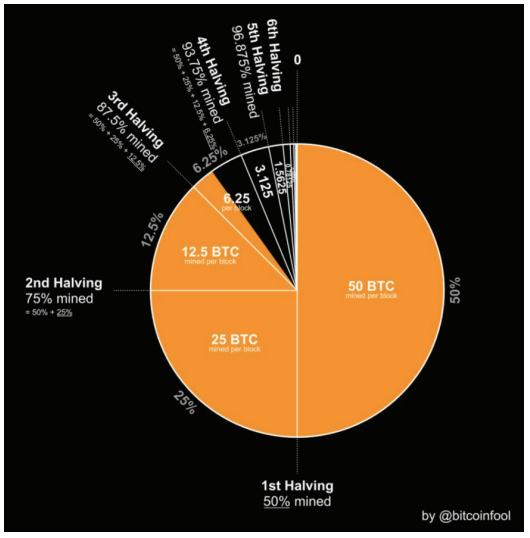 0
6th Halving
5th Halving
96.875% mined
4th Halving
93.75% mined
= 50% + 25% + 12.5% + 6.25%
3rd Halving
87.5% mined
= 50% + 25% + 12.5%
3.125%
6.25%
12.5%
1.5625
3.125
6.25
per block
12.5 BTC
mined per block
50 BTC
mined per block
50%
2nd Halving
75% mined
= 50% + 25%
25 BTC
mined per block
25%
1st Halving
50% mined
by @bitcoinfool